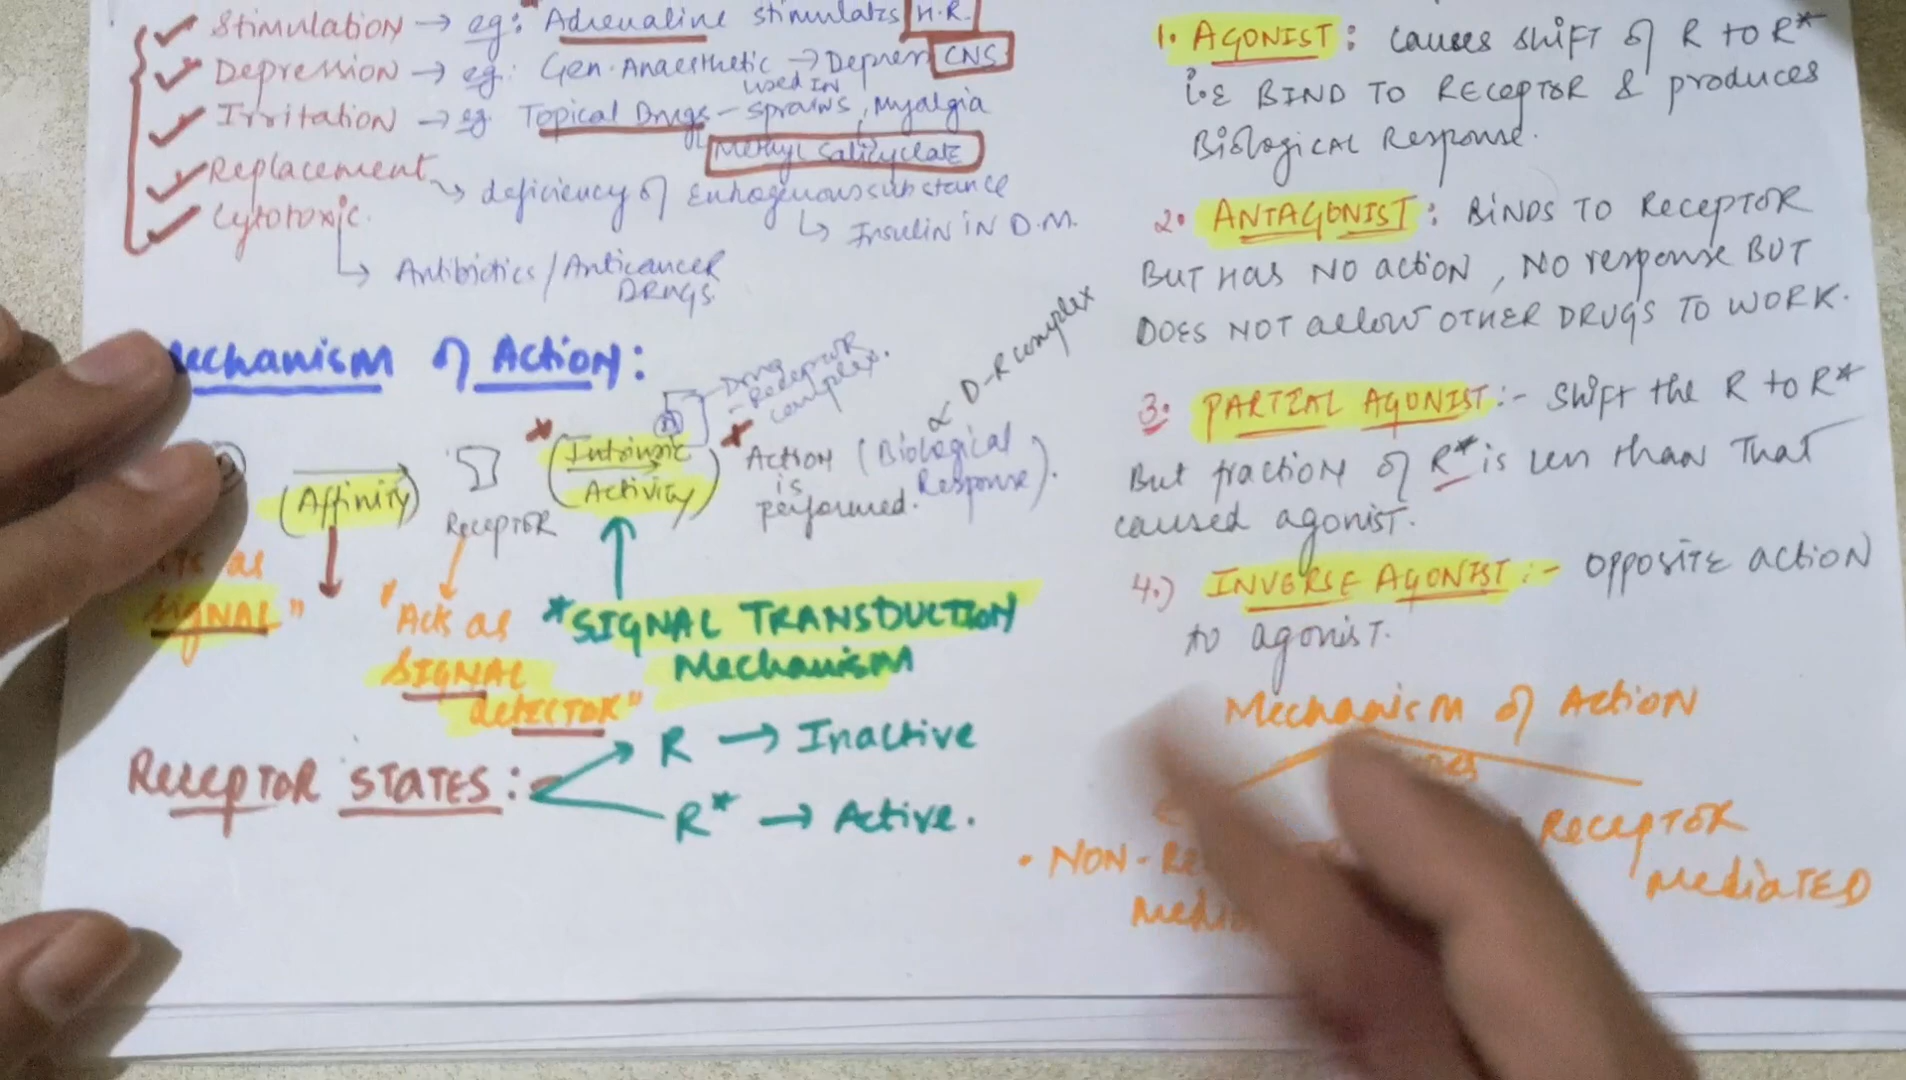 Stimulation → eg: Adrenaline stimulates H.R.
Depression → eg: Gen. Anaesthetic → Depress CNS
used IN
Irritation → eg Topical Drugs - sprains, Myalgia
Methyl Salicylate
Replacement
deficiency of Enhogenous substance
↳ Insulin in D.M.
Cytotoxic.
Antibiotics / Anticancer
DRUGS.
Mechanism of Action:
Drug
- Receptor
complex.
∝ D-R complex
(Affinity)
RecepTOR
(Intrinsic
Activity)
Action
is
performed.
(Biological
Response).
as
SIGNAL"
"Acts as
SIGNAL
deTECTOR"
*SIGNAL TRANSDUCTION
Mechanism
RecepTOR STATES:-
R → Inactive
R* → Active.
1. AGONIST: causes shift of R to R*
i.e BIND TO RECEPTOR & produces
Biological Response.
2. ANTAGONIST: BINDS TO RecepTOR
BUT HAS NO action, NO response BUT
DOES NOT allow OTHER DRUGS TO WORK.
3. PARTIAL AGONIST:- Shift the R to R*
But fraction of R* is less than That
caused agonist.
4.) INVERSE AGONIST:- OPPOSITE ACTION
to agonist.
Mechanism of Action
• NON-Re
RecepTOR
MediATED